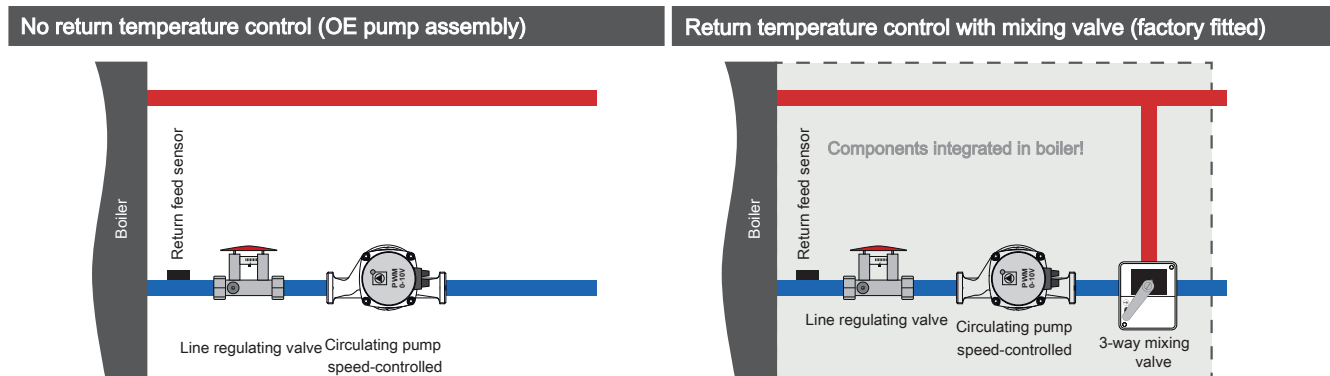 No return temperature control (OE pump assembly)
Boiler
Return feed sensor
PWM
0-10V
Line regulating valve
Circulating pump
speed-controlled
Return temperature control with mixing valve (factory fitted)
Components integrated in boiler!
Boiler
Return feed sensor
PWM
0-10V
Line regulating valve
Circulating pump
speed-controlled
3-way mixing
valve